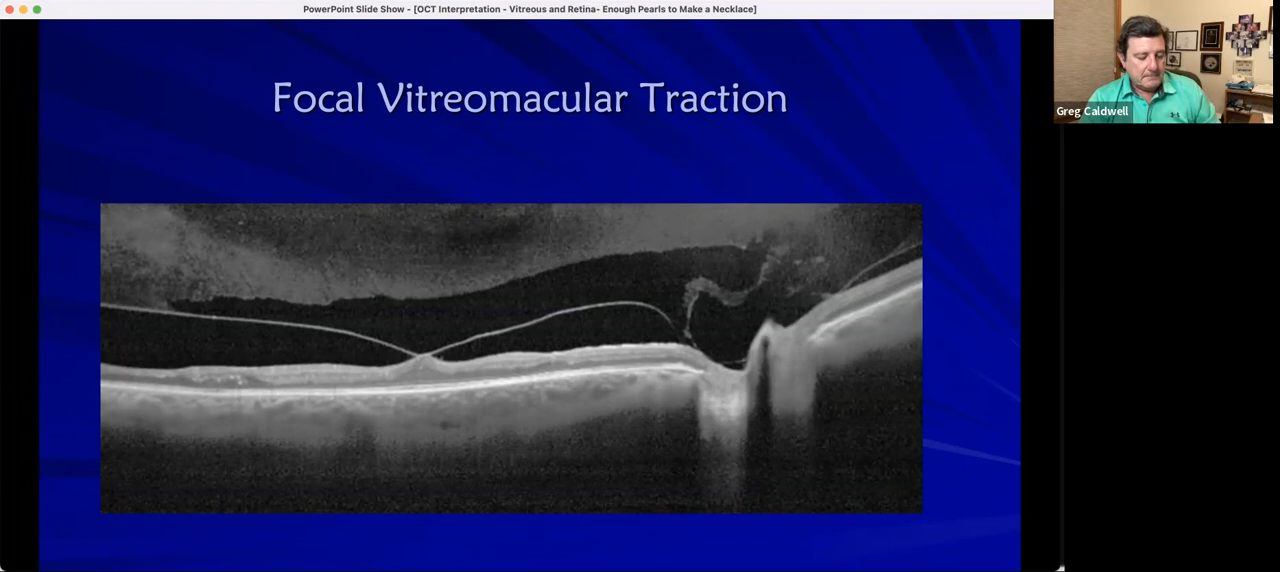 PowerPoint Slide Show - [OCT Interpretation - Vitreous and Retina- Enough Pearls to Make a Necklace]
Focal Vitreomacular Traction
Greg Caldwell